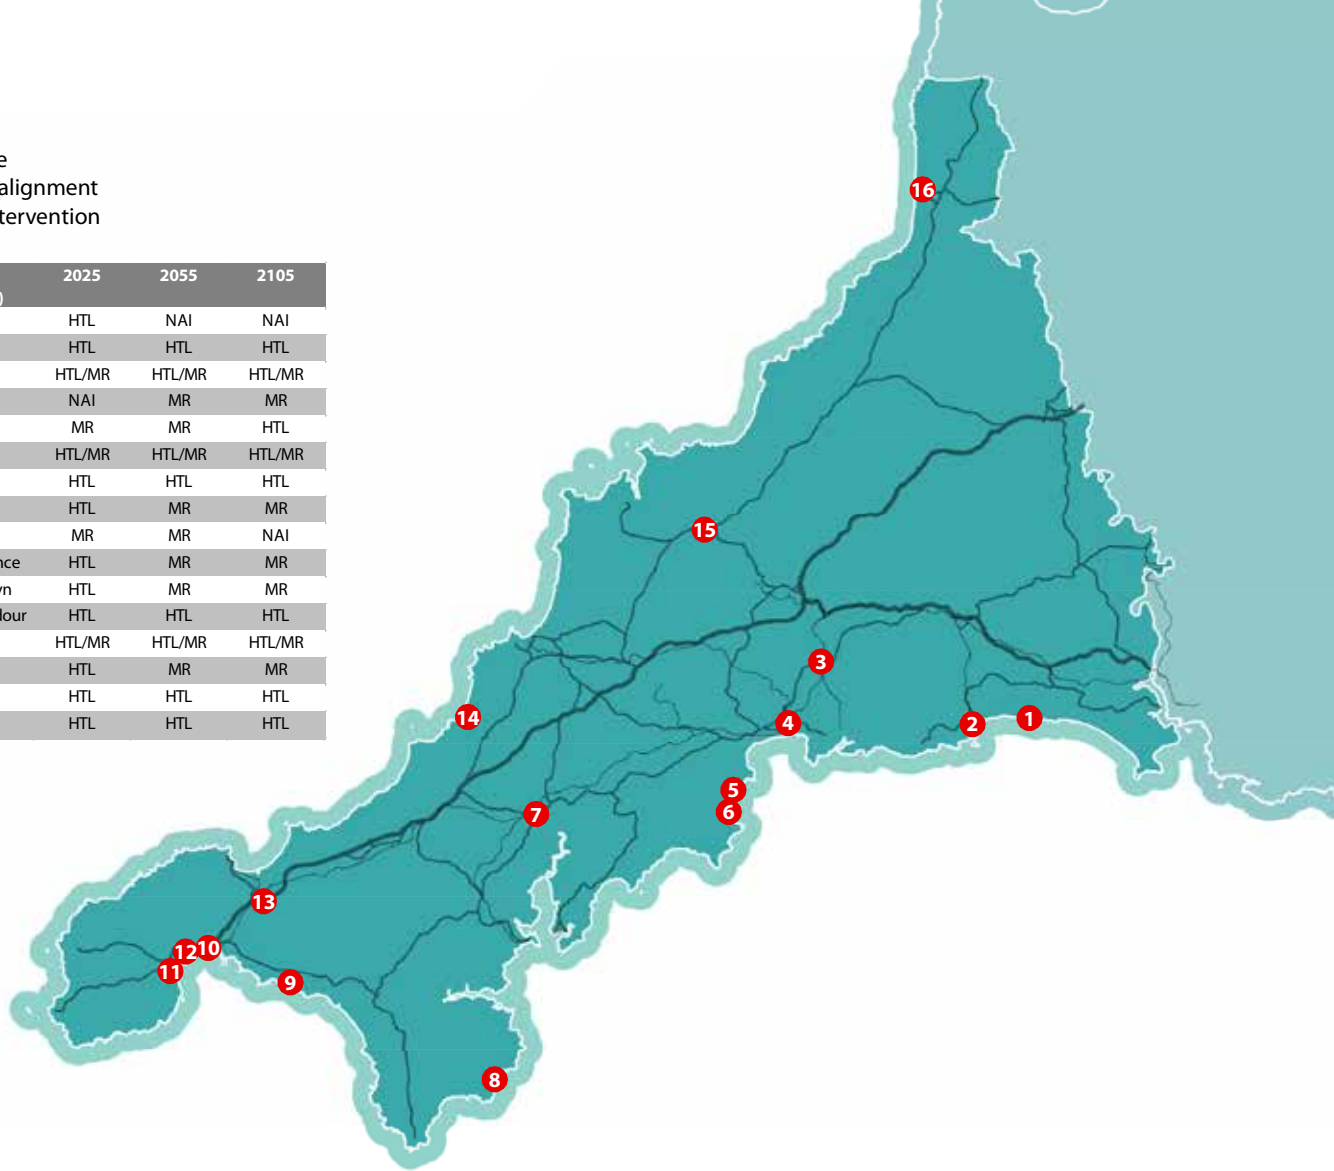 e
alignment
tervention
2025 2055 2105
)
HTL NAI NAI
HTL HTL HTL
HTL/MR HTL/MR HTL/MR
NAI MR MR
MR MR HTL
HTL/MR HTL/MR HTL/MR
HTL HTL HTL
HTL MR MR
MR MR NAI
nce HTL MR MR
yn HTL MR MR
dour HTL HTL HTL
HTL/MR HTL/MR HTL/MR
HTL MR MR
HTL HTL HTL
HTL HTL HTL
16
15
3
14
4
2
1
5
6
7
13
12
10
11
9
8